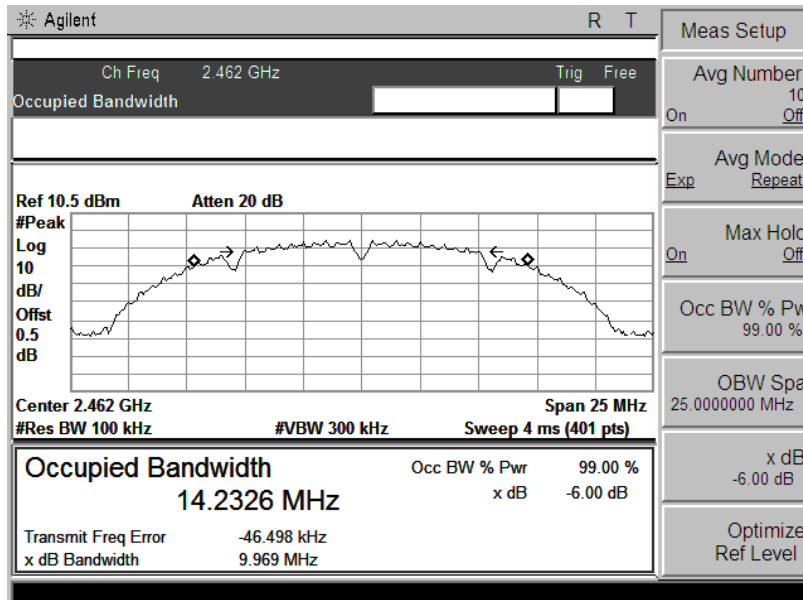 Agilent R T
Ch Freq 2.462 GHz Trig Free
Occupied Bandwidth
Ref 10.5 dBm Atten 20 dB
#Peak
Log
10
dB/
Offst
0.5
dB
Center 2.462 GHz Span 25 MHz
#Res BW 100 kHz #VBW 300 kHz Sweep 4 ms (401 pts)
Occupied Bandwidth
14.2326 MHz
Occ BW % Pwr 99.00 %
x dB -6.00 dB
Transmit Freq Error -46.498 kHz
x dB Bandwidth 9.969 MHz
Meas Setup
Avg Number
10
On Off
Avg Mode
Exp Repeat
Max Hold
On Off
Occ BW % Pw
99.00 %
OBW Spa
25.0000000 MHz
x dB
-6.00 dB
Optimize
Ref Level